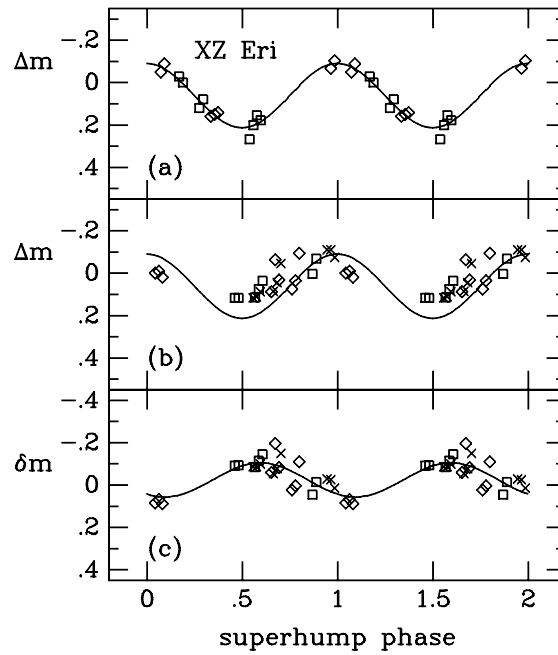 XZ Eri
Δm
-.2
0
.2
.4
(a)
Δm
-.2
0
.2
.4
(b)
δm
-.4
-.2
0
.2
.4
(c)
0 .5 1 1.5 2
superhump phase